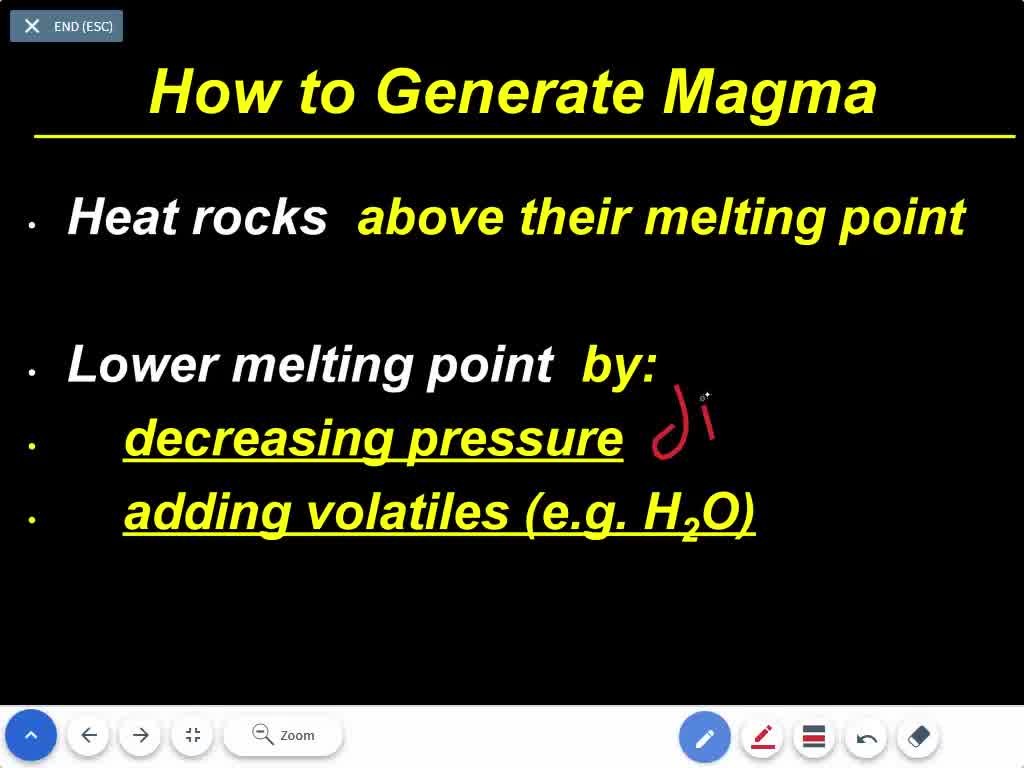 END (ESC)
How to Generate Magma
• Heat rocks above their melting point
• Lower melting point by:
• decreasing pressure di
• adding volatiles (e.g. H₂O)
Zoom